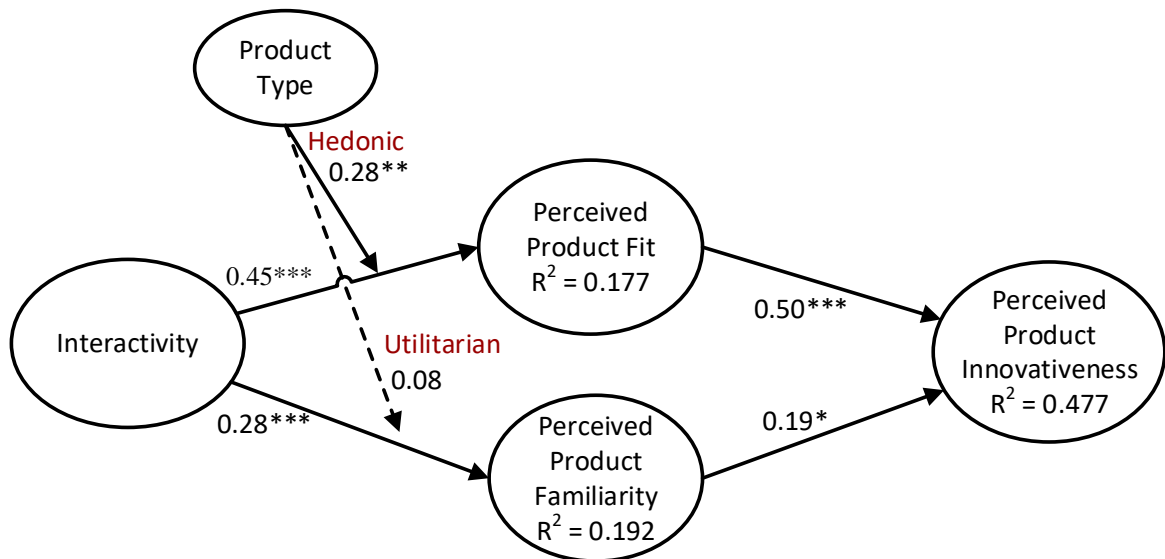 Product
Type
Hedonic
0.28**
Perceived
Product Fit
R² = 0.177
0.45***
Interactivity
0.50***
Perceived
Product
Innovativeness
R² = 0.477
Utilitarian
0.08
0.28***
0.19*
Perceived
Product
Familiarity
R² = 0.192